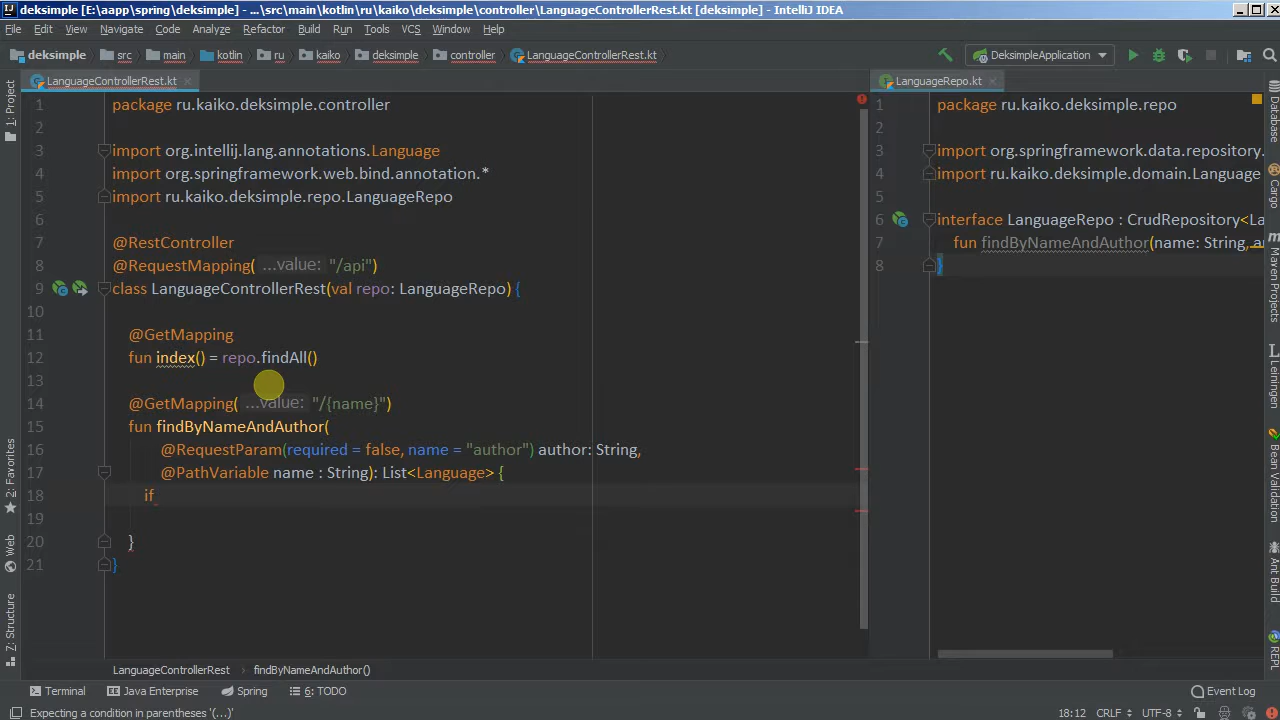 deksimple [E:\aapp\spring\deksimple] - ...\src\main\kotlin\ru\kaiko\deksimple\controller\LanguageControllerRest.kt [deksimple] - IntelliJ IDEA
File Edit View Navigate Code Analyze Refactor Build Run Tools VCS Window Help
deksimple src main kotlin ru kaiko deksimple controller LanguageControllerRest.kt DeksimpleApplication
LanguageControllerRest.kt
1 package ru.kaiko.deksimple.controller
2
3 import org.intellij.lang.annotations.Language
4 import org.springframework.web.bind.annotation.*
5 import ru.kaiko.deksimple.repo.LanguageRepo
6
7 @RestController
8 @RequestMapping( ...value: "/api")
9 class LanguageControllerRest(val repo: LanguageRepo) {
10
11 @GetMapping
12 fun index() = repo.findAll()
13
14 @GetMapping( ...value: "/{name}")
15 fun findByNameAndAuthor(
16 @RequestParam(required = false, name = "author") author: String,
17 @PathVariable name : String): List<Language> {
18 if
19
20 }
21 }
LanguageRepo.kt
1 package ru.kaiko.deksimple.repo
2
3 import org.springframework.data.repository.
4 import ru.kaiko.deksimple.domain.Language
5
6 interface LanguageRepo : CrudRepository<La
7 fun findByNameAndAuthor(name: String,a
8 }
1: Project
2: Favorites
Web
Z: Structure
Database
Cargo
Maven Projects
Leiningen
Bean Validation
Ant Build
REPL
LanguageControllerRest findByNameAndAuthor()
Terminal Java Enterprise Spring 6: TODO Event Log
Expecting a condition in parentheses '(...)' 18:12 CRLF UTF-8